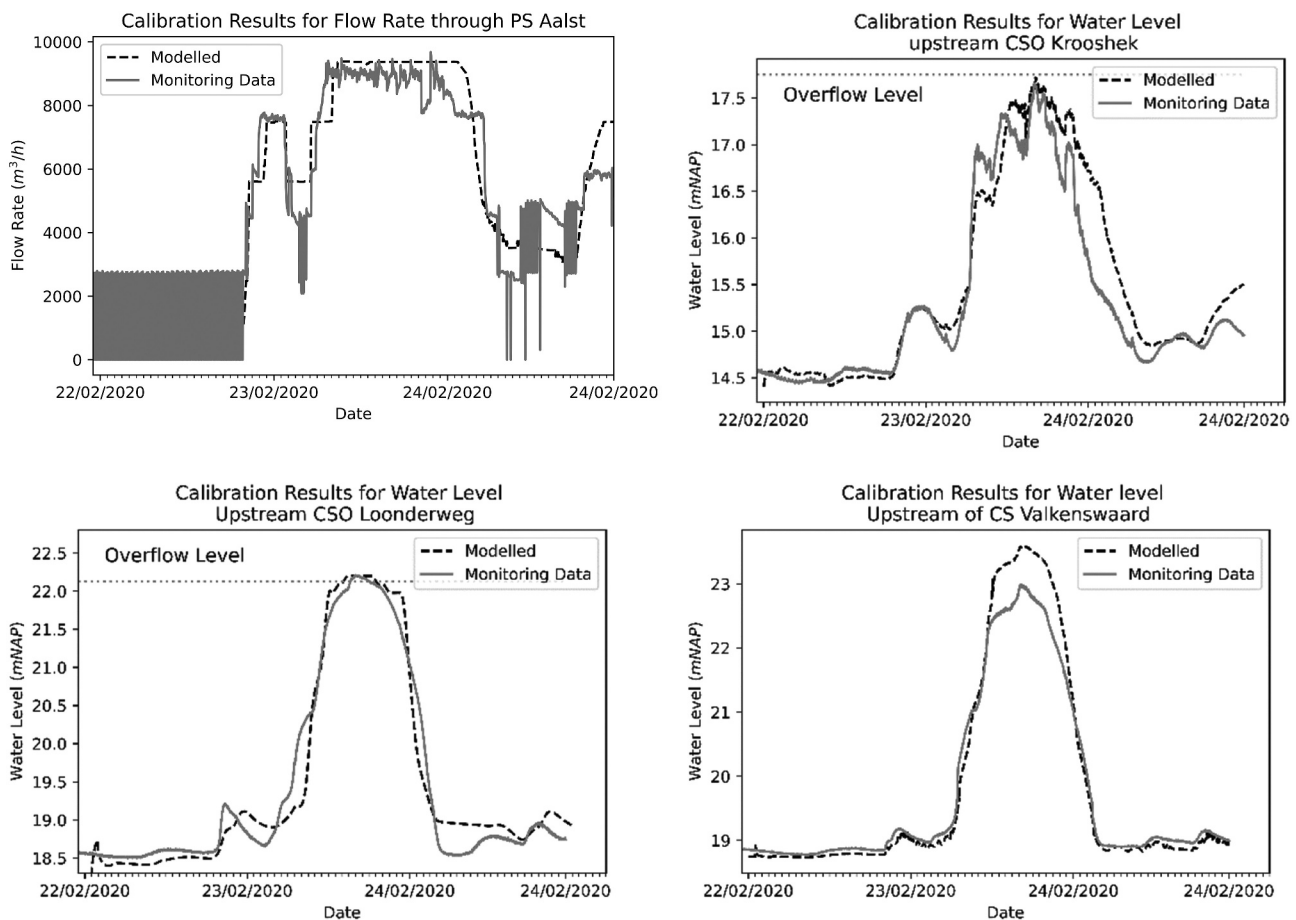 Calibration Results for Flow Rate through PS Aalst
Flow Rate (m³/h)
10000
8000
6000
4000
2000
0
Modelled
Monitoring Data
22/02/2020 23/02/2020 24/02/2020 24/02/2020
Date
Calibration Results for Water Level
upstream CSO Krooshek
Water Level (mNAP)
17.5
17.0
16.5
16.0
15.5
15.0
14.5
Overflow Level
Modelled
Monitoring Data
22/02/2020 23/02/2020 24/02/2020 24/02/2020
Date
Calibration Results for Water Level
Upstream CSO Loonderweg
Water Level (mNAP)
22.5
22.0
21.5
21.0
20.5
20.0
19.5
19.0
18.5
Overflow Level
Modelled
Monitoring Data
22/02/2020 23/02/2020 24/02/2020 24/02/2020
Date
Calibration Results for Water level
Upstream of CS Valkenswaard
Water Level (mNAP)
23
22
21
20
19
Modelled
Monitoring Data
22/02/2020 23/02/2020 24/02/2020 24/02/2020
Date